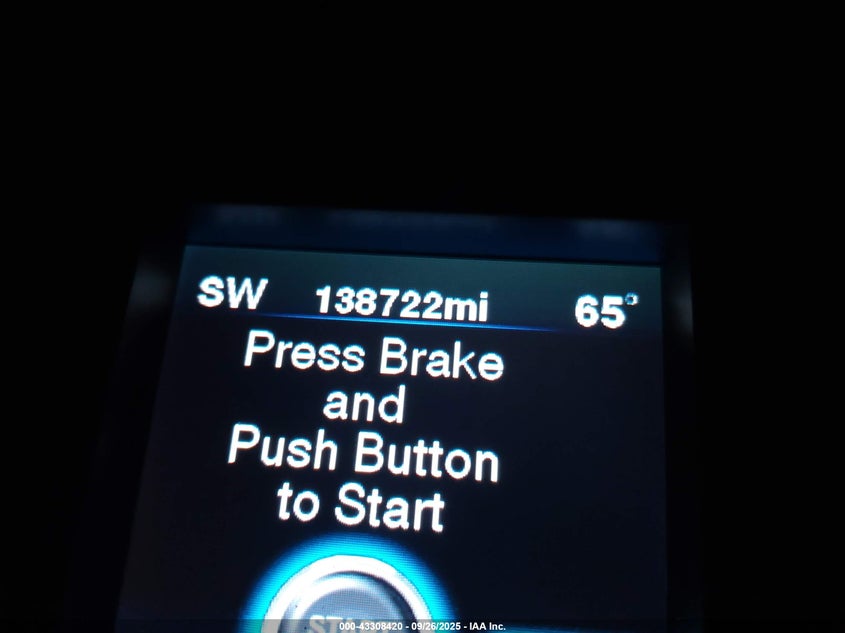 SW 138722mi 65°
Press Brake
and
Push Button
to Start
000-43308420 - 09/26/2025 - IAA Inc.